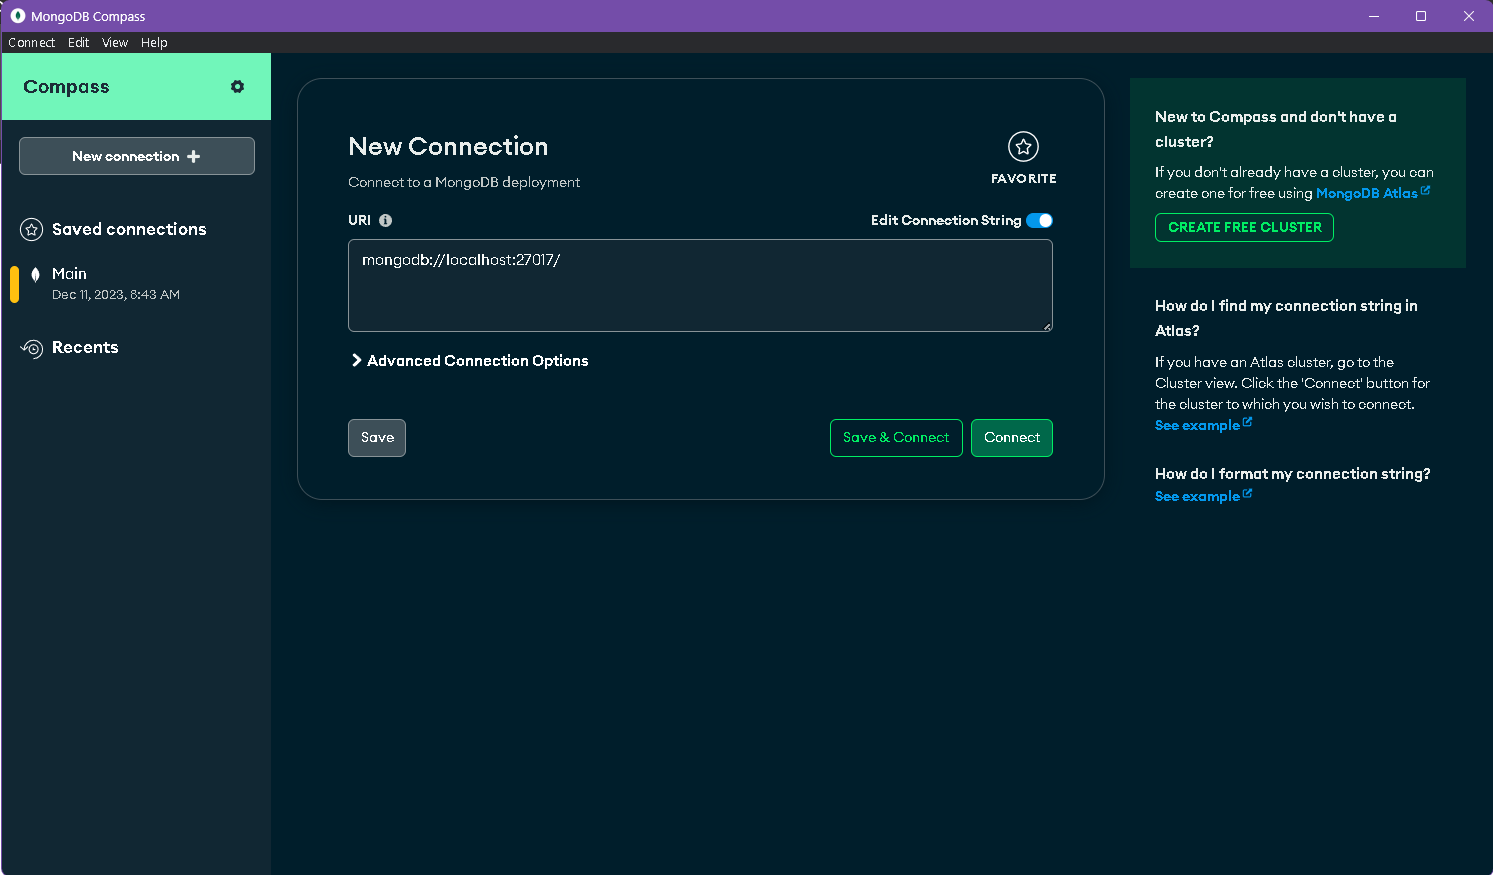 MongoDB Compass
Connect Edit View Help
Compass
New connection
Saved connections
Main
Dec 11, 2023, 8:43 AM
Recents
New Connection
Connect to a MongoDB deployment
FAVORITE
URI
Edit Connection String
mongodb://localhost:27017/
Advanced Connection Options
Save
Save & Connect
Connect
New to Compass and don't have a
cluster?
If you don't already have a cluster, you can
create one for free using MongoDB Atlas
CREATE FREE CLUSTER
How do I find my connection string in
Atlas?
If you have an Atlas cluster, go to the
Cluster view. Click the 'Connect' button for
the cluster to which you wish to connect.
See example
How do I format my connection string?
See example